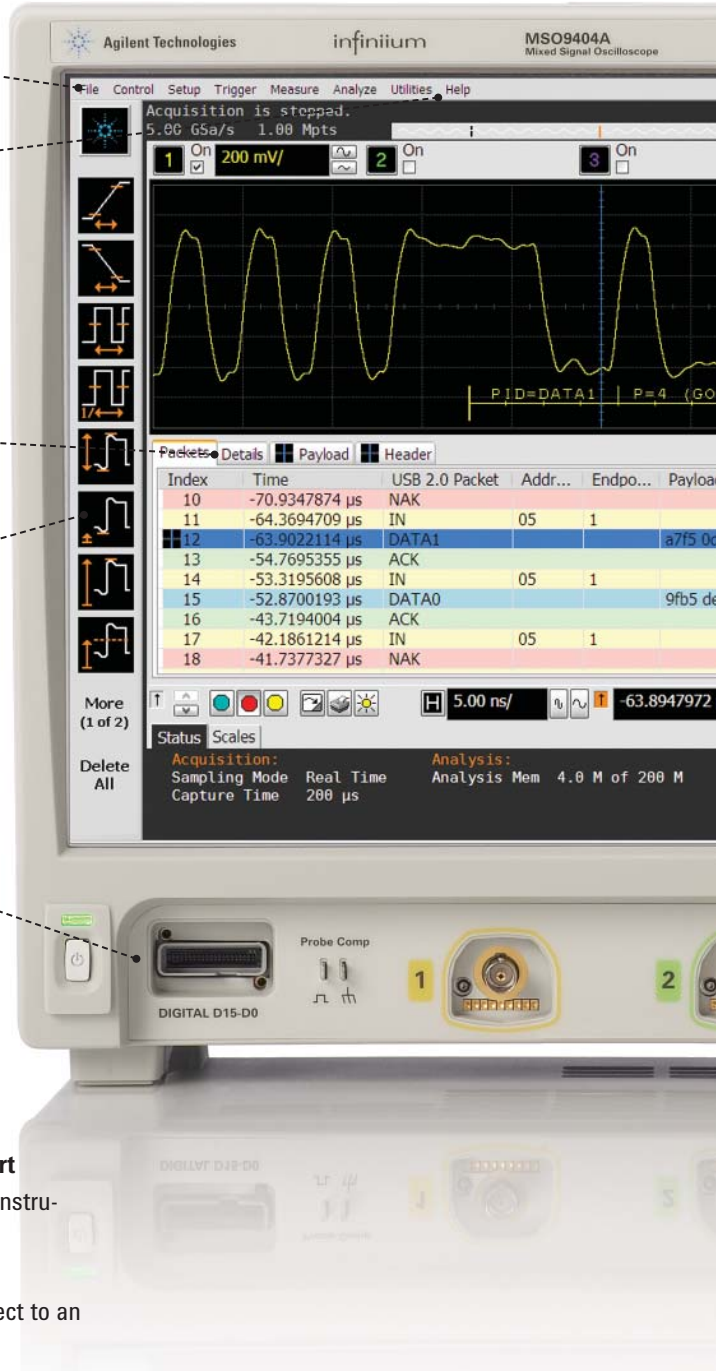 Agilent Technologies infiniium MSO9404A
Mixed Signal Oscilloscope
File Control Setup Trigger Measure Analyze Utilities Help
Acquisition is stopped.
5.00 GSa/s 1.00 Mpts
1 On 200 mV/ 2 On 3 On
PID=DATA1 P=4 (GO
Packets Details Payload Header
Index Time USB 2.0 Packet Addr... Endpo... Payload
10 -70.9347874 µs NAK
11 -64.3694709 µs IN 05 1
12 -63.9022114 µs DATA1 a7f5 0c
13 -54.7695355 µs ACK
14 -53.3195608 µs IN 05 1
15 -52.8700193 µs DATA0 9fb5 de
16 -43.7194004 µs ACK
17 -42.1861214 µs IN 05 1
18 -41.7377327 µs NAK
1/
More
(1 of 2)
Delete
All
H 5.00 ns/ -63.8947972
Status Scales
Acquisition: Analysis:
Sampling Mode Real Time Analysis Mem 4.0 M of 200 M
Capture Time 200 µs
Probe Comp
1 2
DIGITAL D15-D0
rt
nstru-
ect to an